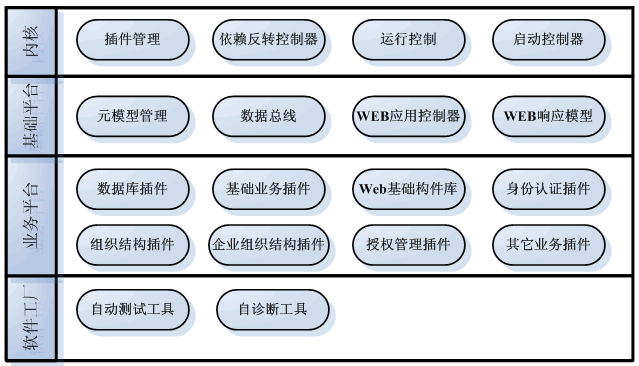 内核
插件管理
依赖反转控制器
运行控制
启动控制器
基础平台
元模型管理
数据总线
WEB应用控制器
WEB响应模型
业务平台
数据库插件
基础业务插件
Web基础构件库
身份认证插件
组织结构插件
企业组织结构插件
授权管理插件
其它业务插件
软件工厂
自动测试工具
自诊断工具